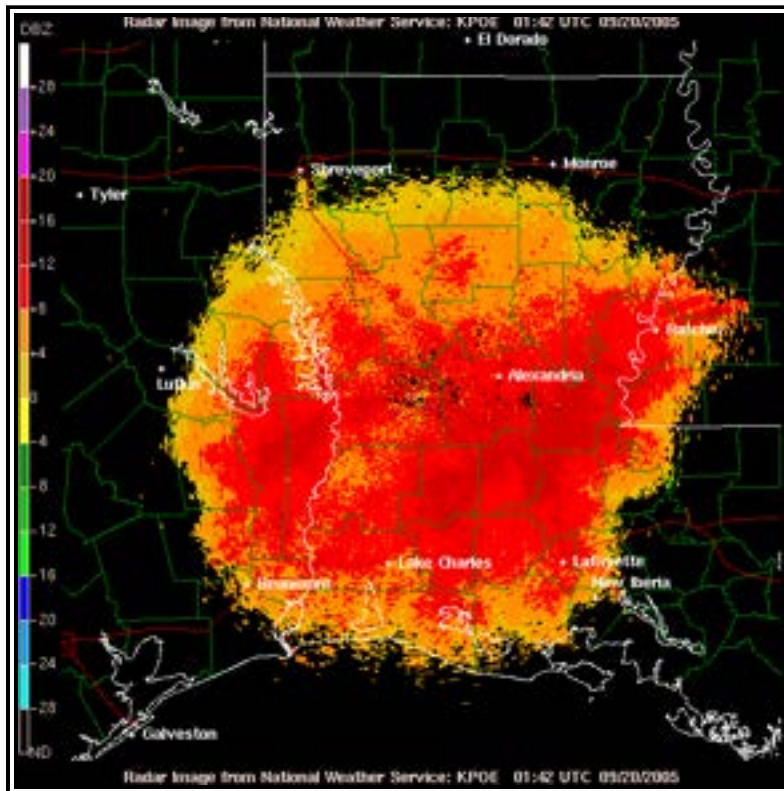 Radar Image from National Weather Service: KPOE 01:42 UTC 09/20/2005
DBZ
El Dorado
+28
+24
Shreveport
Monroe
+20
Tyler
+16
+12
+8
Natchez
+4
Lufkin
Alexandria
0
-4
-8
-12
Lake Charles
Lafayette
-16
Beaumont
New Iberia
-20
-24
-28
Galveston
ND
Radar Image from National Weather Service: KPOE 01:42 UTC 09/20/2005